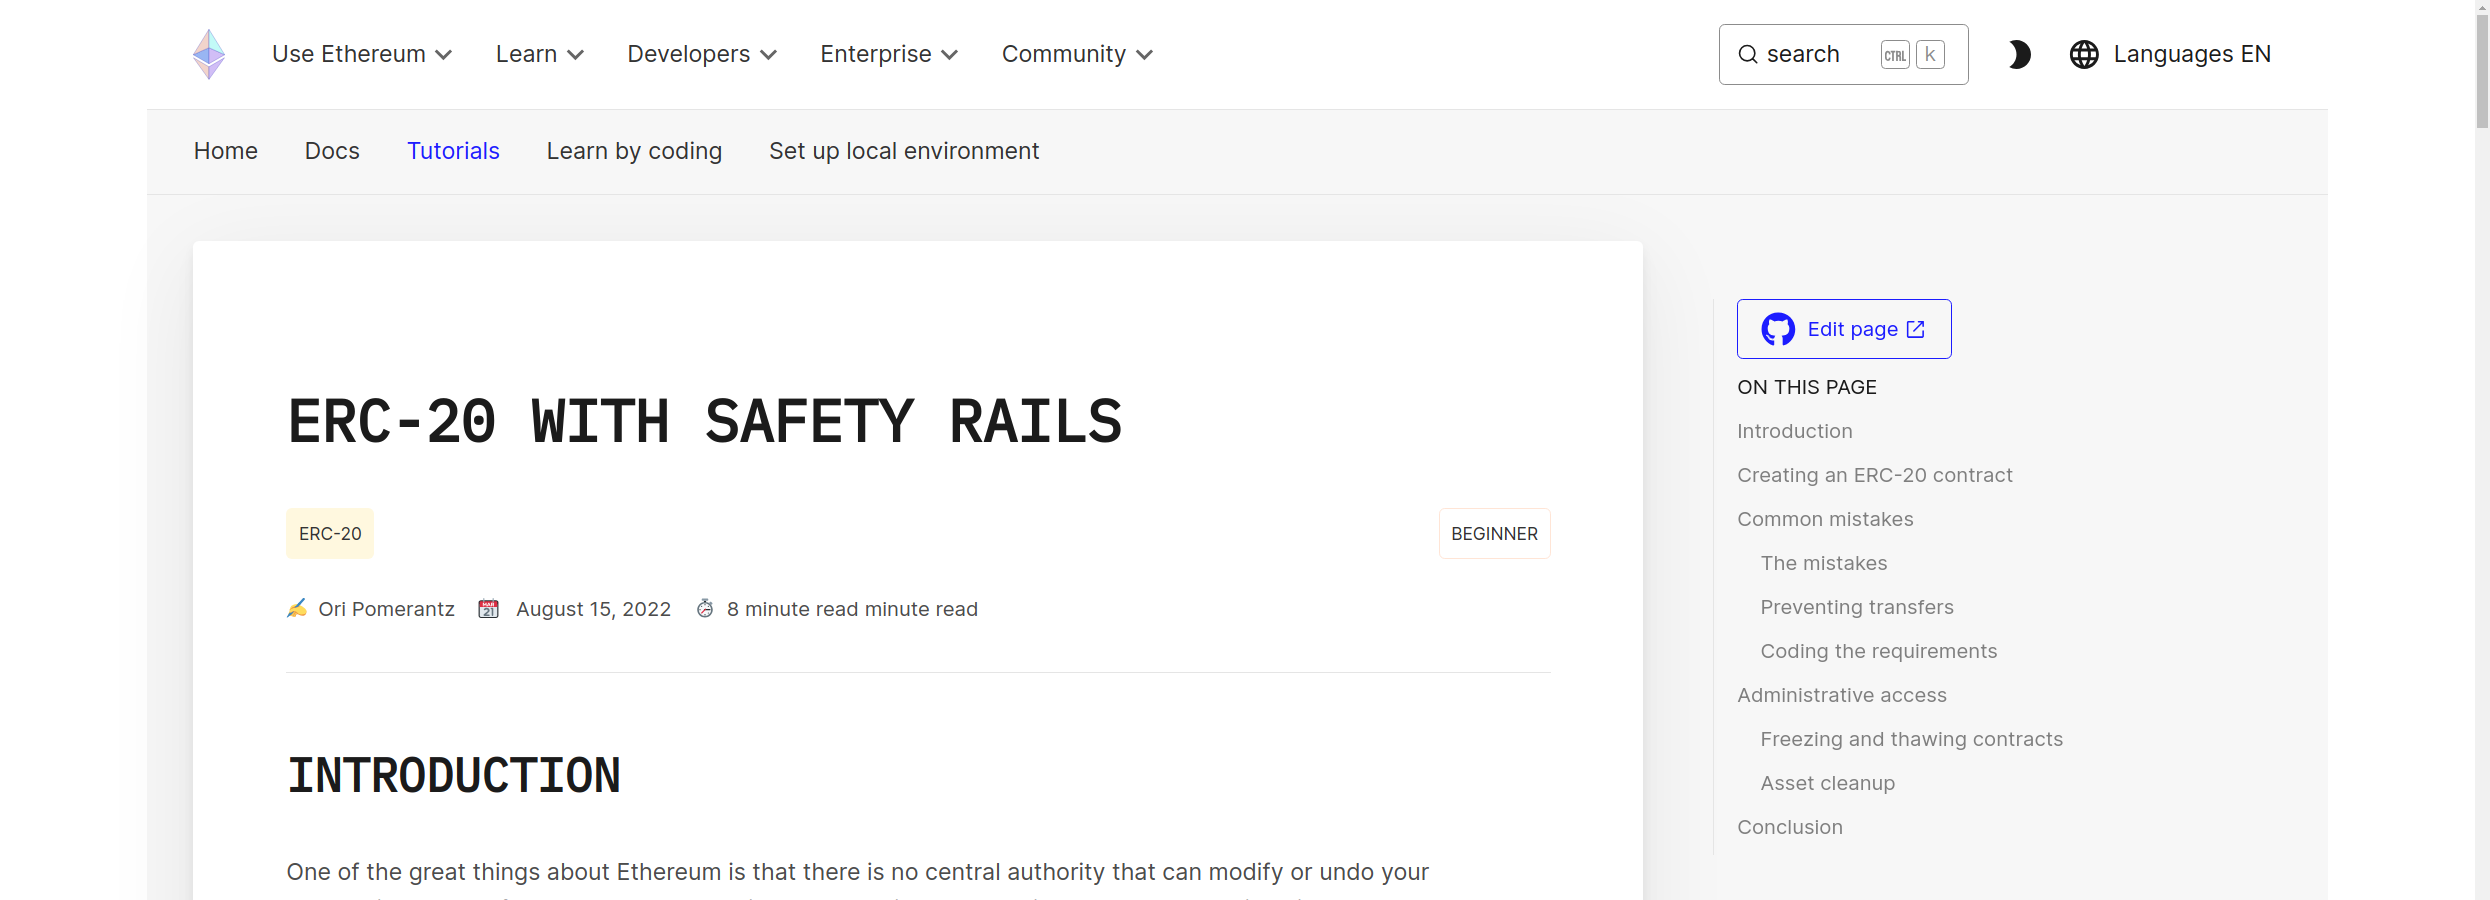 Use Ethereum Learn Developers Enterprise Community search CTRL k Languages EN
Home Docs Tutorials Learn by coding Set up local environment
ERC-20 WITH SAFETY RAILS
ERC-20 BEGINNER
Ori Pomerantz August 15, 2022 8 minute read minute read
INTRODUCTION
One of the great things about Ethereum is that there is no central authority that can modify or undo your
Edit page
ON THIS PAGE
Introduction
Creating an ERC-20 contract
Common mistakes
The mistakes
Preventing transfers
Coding the requirements
Administrative access
Freezing and thawing contracts
Asset cleanup
Conclusion